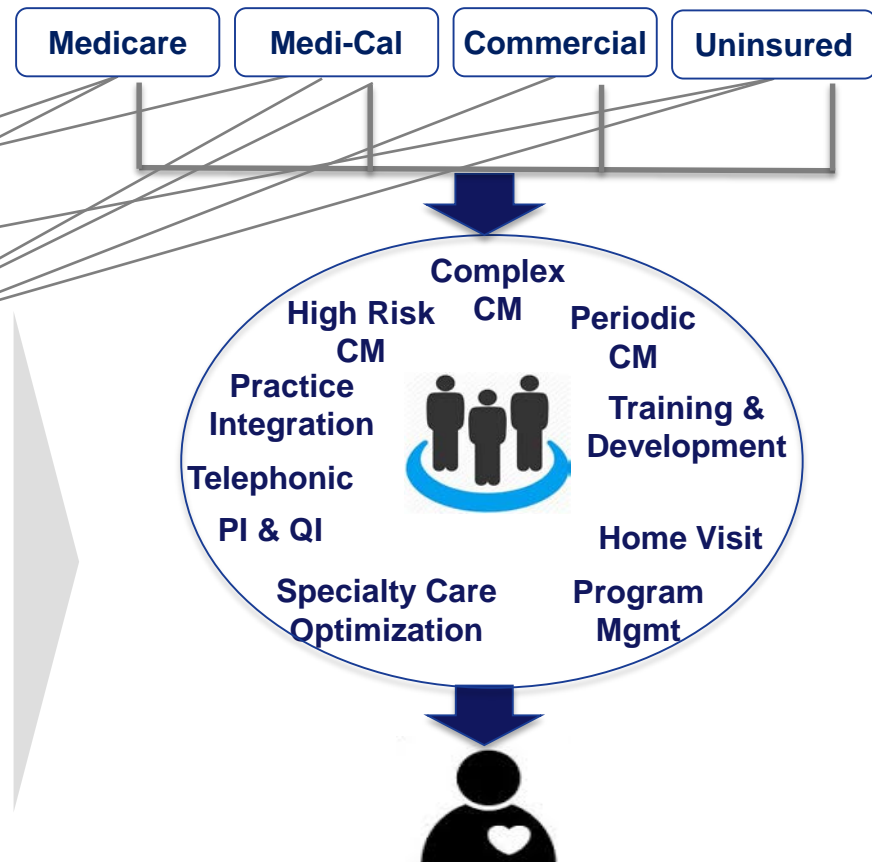 Medicare
Medi-Cal
Commercial
Uninsured
Complex
CM
High Risk
CM
Periodic
CM
Practice
Integration
Training &
Development
Telephonic
PI & QI
Home Visit
Specialty Care
Optimization
Program
Mgmt